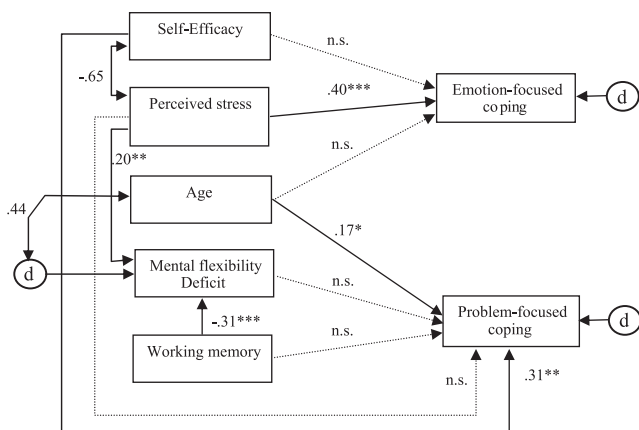 Self-Efficacy
n.s.
-.65
.40***
Emotion-focused
coping
d
Perceived stress
n.s.
.20**
Age
.44
.17*
d
Mental flexibility
Deficit
n.s.
Problem-focused
coping
d
-.31***
n.s.
Working memory
n.s.
.31**